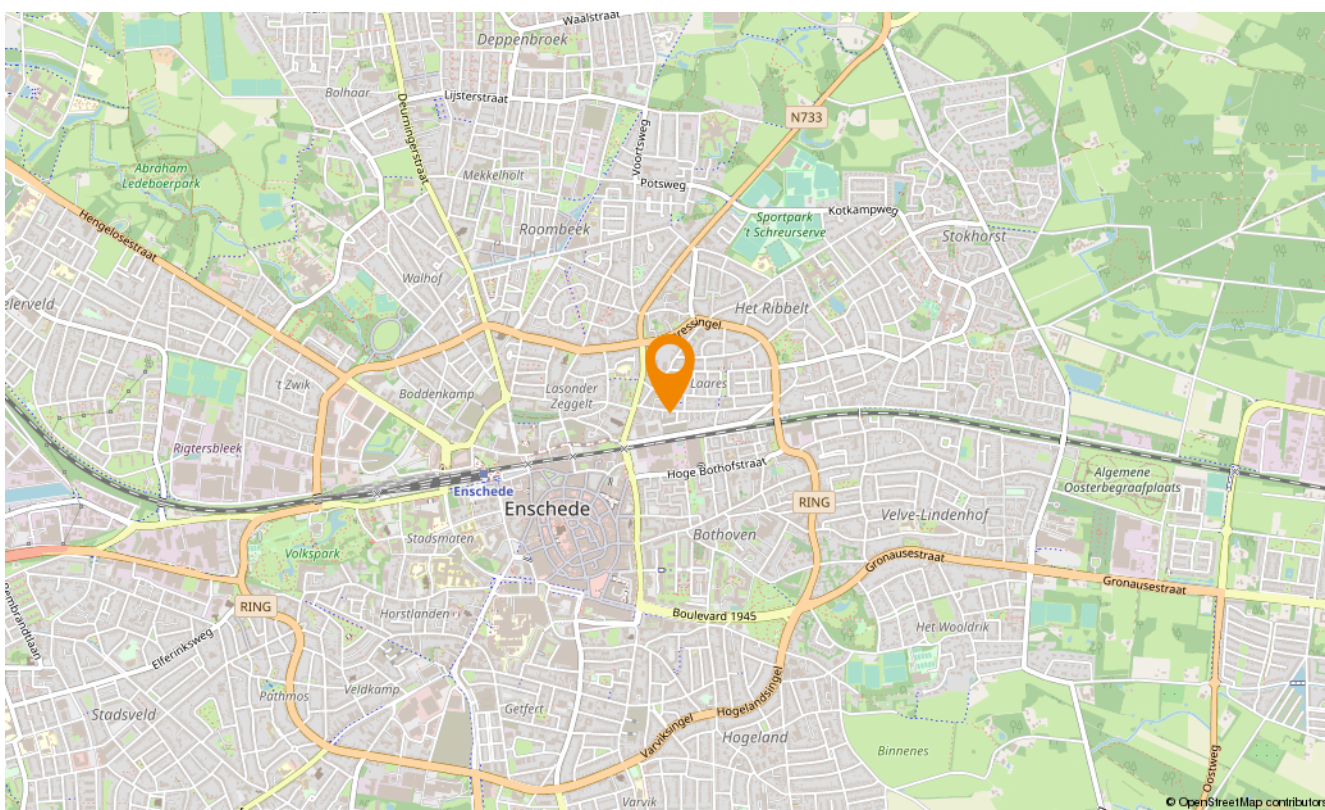 Waalstraat
Deppenbroek
Bolhaar
Lijsterstraat
N733
Voortsweg
Deurningerstraat
Abraham
Ledeboerpark
Mekkelholt
Potsweg
Kotkampweg
Sportpark
't Schreurserve
Hengelosestraat
Roombeek
Stokhorst
Walhof
elerveld
Het Ribbelt
ressingel
't Zwik
Boddenkamp
Lasonder
Zeggelt
Laares
Rigtersbleek
Hoge Bothofstraat
Algemene
Oosterbegraafplaats
Enschede
Enschede
RING
Velve-Lindenhof
Stadsmaten
Bothoven
Volkspark
Gronausestraat
Gronausestraat
RING
Horstlanden
Boulevard 1945
Het Wooldrik
Elferinksweg
embrandtlaan
Pathmos
Veldkamp
Stadsveld
Getfert
Hogelandsingel
Varviksingel
Hogeland
Binnenes
Oostweg
Varvik
© OpenStreetMap contributors